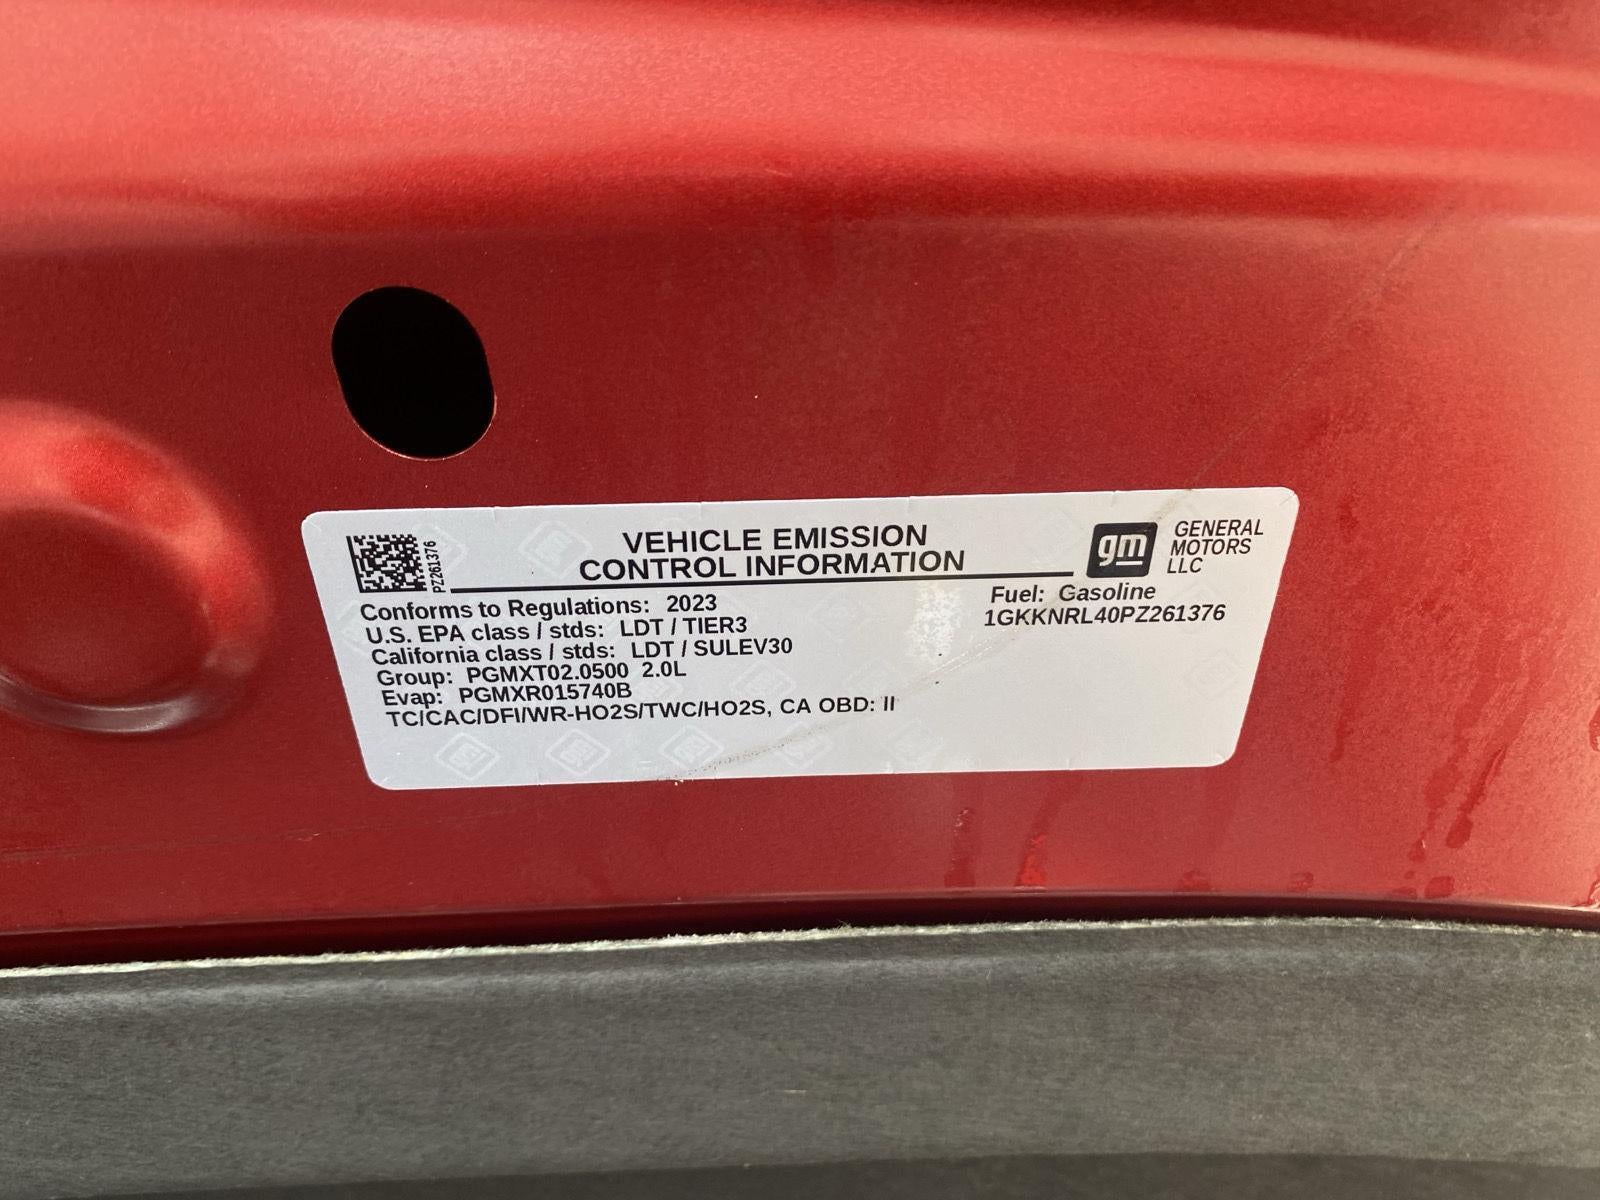 VEHICLE EMISSION
CONTROL INFORMATION
gm
GENERAL
MOTORS
LLC
PZ261376
Conforms to Regulations: 2023
U.S. EPA class / stds: LDT / TIER3
California class / stds: LDT / SULEV30
Group: PGMXT02.0500 2.0L
Evap: PGMXR015740B
TC/CAC/DFI/WR-HO2S/TWC/HO2S, CA OBD: II
Fuel: Gasoline
1GKKNRL40PZ261376